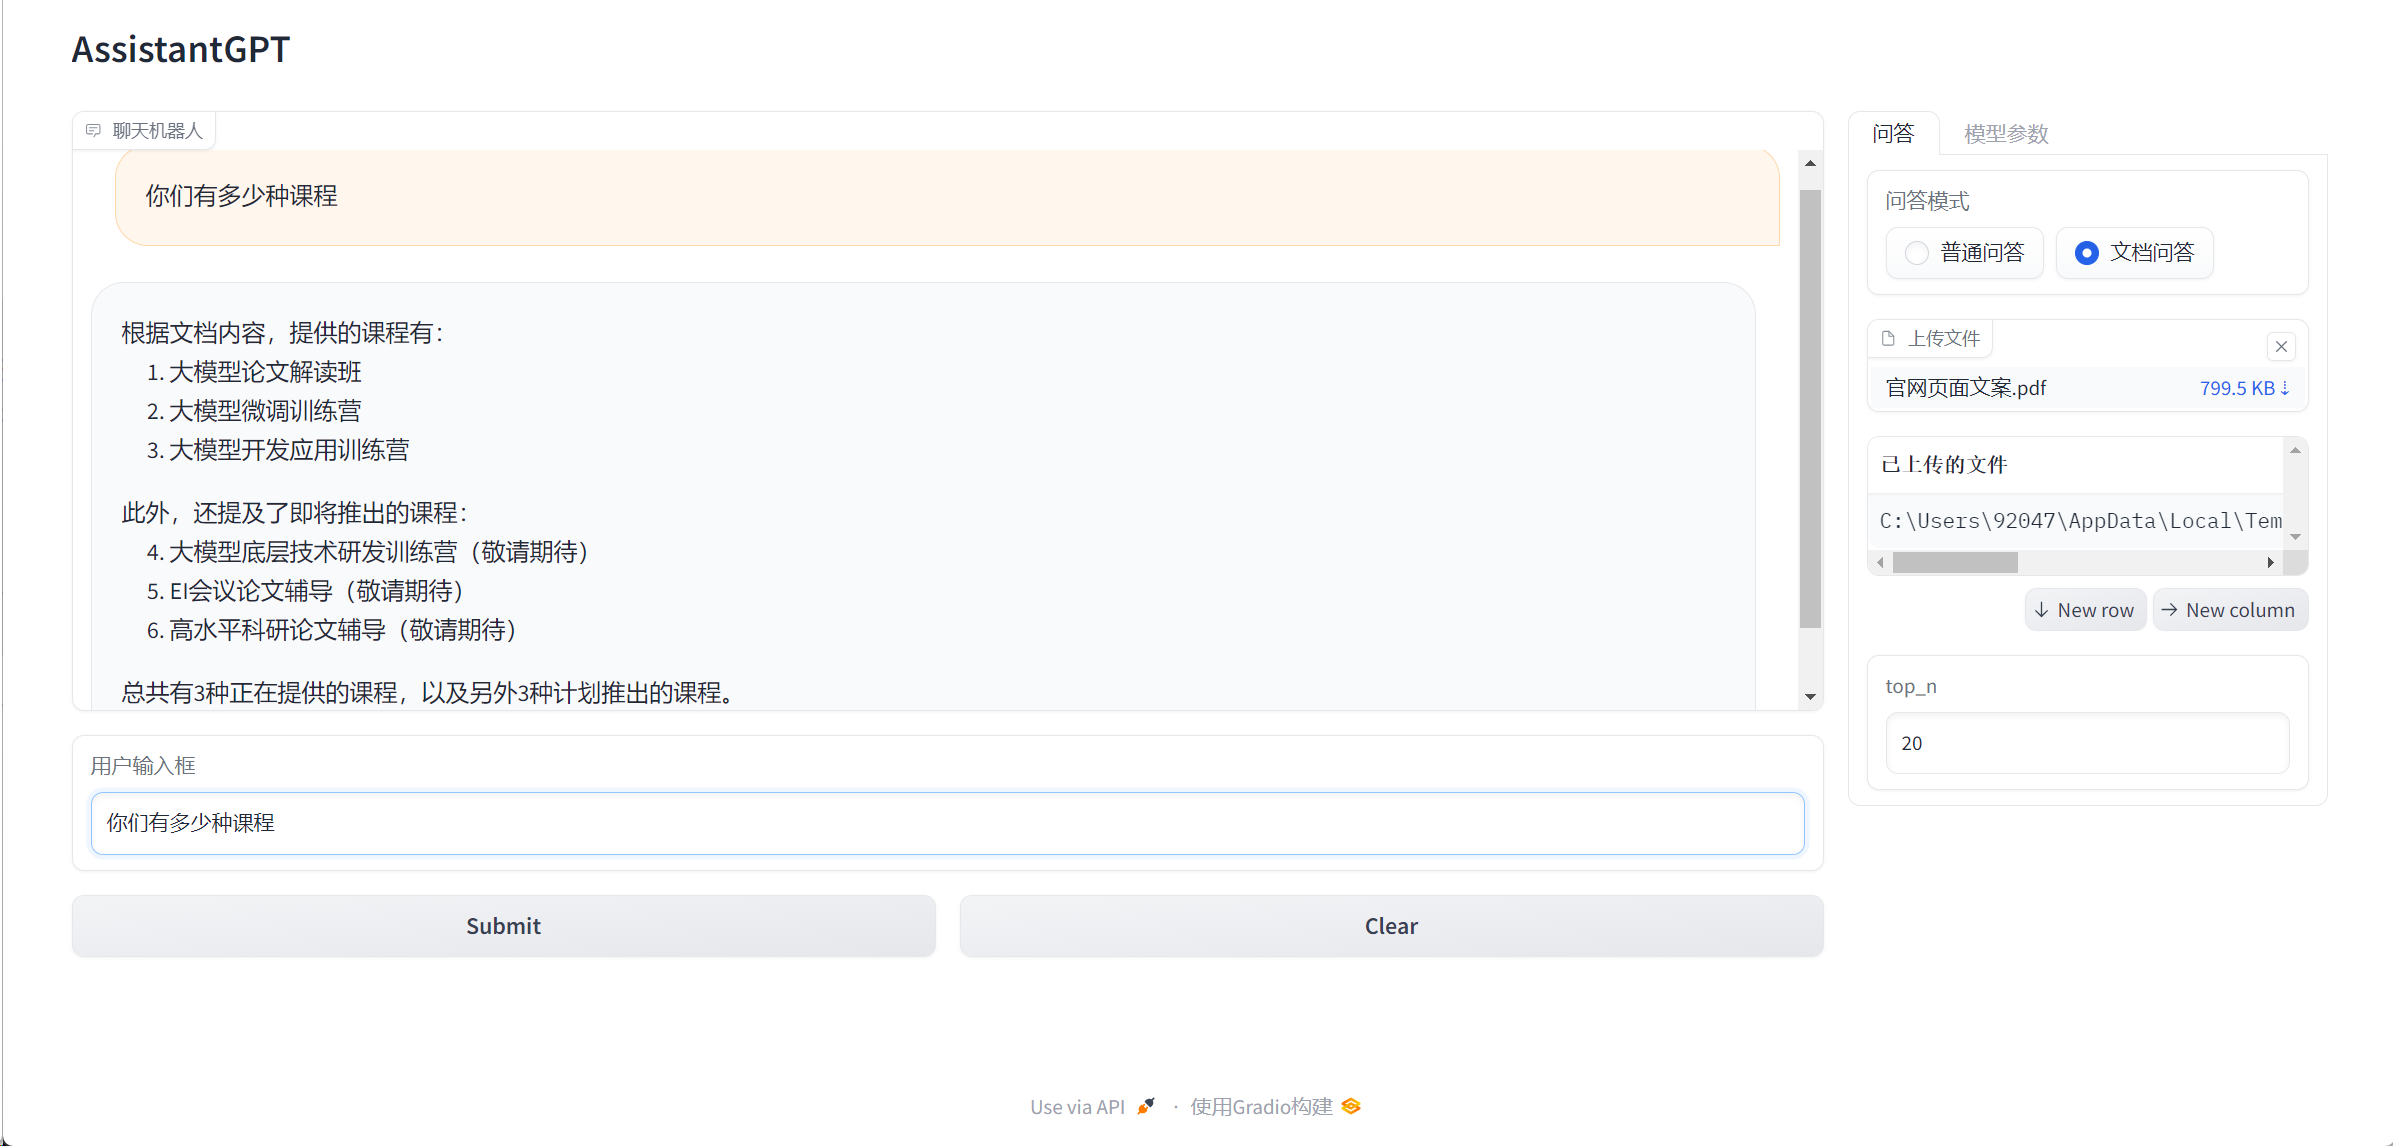 AssistantGPT
聊天机器人
你们有多少种课程
根据文档内容，提供的课程有：
1. 大模型论文解读班
2. 大模型微调训练营
3. 大模型开发应用训练营
此外，还提及了即将推出的课程：
4. 大模型底层技术研发训练营（敬请期待）
5. EI会议论文辅导（敬请期待）
6. 高水平科研论文辅导（敬请期待）
总共有3种正在提供的课程，以及另外3种计划推出的课程。
用户输入框
你们有多少种课程
Submit
Clear
问答
模型参数
问答模式
普通问答
文档问答
上传文件
官网页面文案.pdf
799.5 KB ⇣
已上传的文件
C:\Users\92047\AppData\Local\Tem
↓ New row
→ New column
top_n
20
Use via API · 使用Gradio构建